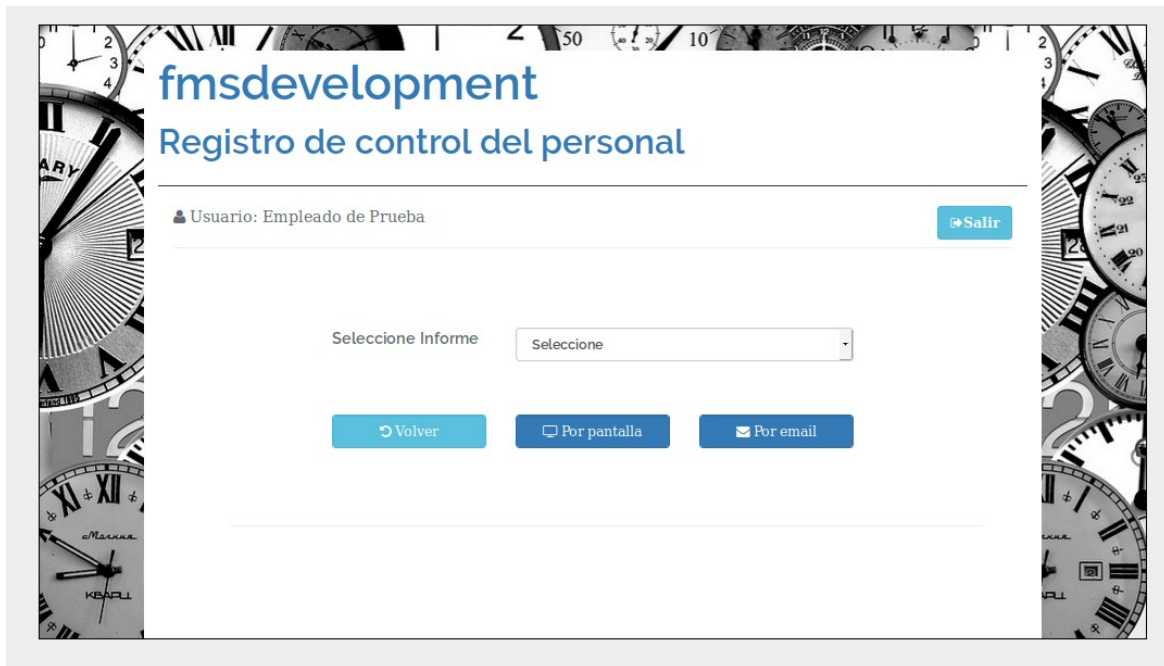 fmsdevelopment
Registro de control del personal
Usuario: Empleado de Prueba
Salir
Seleccione Informe
Seleccione
Volver
Por pantalla
Por email